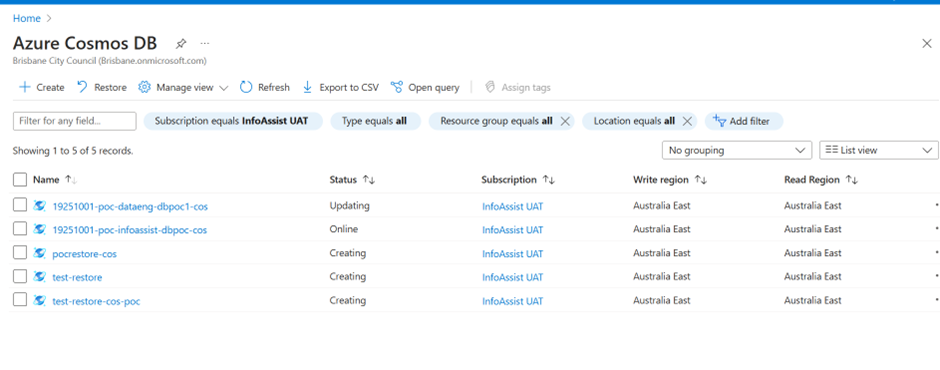 Home >
Azure Cosmos DB ...
Brisbane City Council (Brisbane.onmicrosoft.com)
Create Restore Manage view Refresh Export to CSV Open query Assign tags
Filter for any field... Subscription equals InfoAssist UAT Type equals all Resource group equals all Location equals all Add filter
Showing 1 to 5 of 5 records. No grouping List view
Name Status Subscription Write region Read Region
19251001-poc-dataeng-dbpoc1-cos Updating InfoAssist UAT Australia East Australia East
19251001-poc-infoassist-dbpoc-cos Online InfoAssist UAT Australia East Australia East
pocrestore-cos Creating InfoAssist UAT Australia East Australia East
test-restore Creating InfoAssist UAT Australia East Australia East
test-restore-cos-poc Creating InfoAssist UAT Australia East Australia East